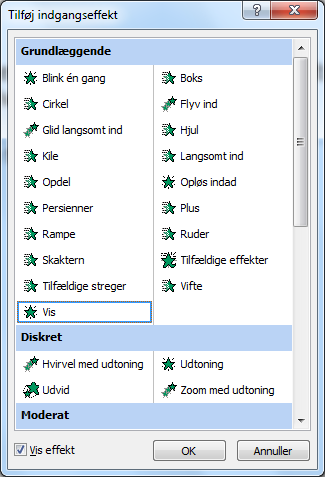 Tilføj indgangseffekt
Grundlæggende
Blink én gang Boks
Cirkel Flyv ind
Glid langsomt ind Hjul
Kile Langsomt ind
Opdel Opløs indad
Persienner Plus
Rampe Ruder
Skaktern Tilfældige effekter
Tilfældige streger Vifte
Vis
Diskret
Hvirvel med udtoning Udtoning
Udvid Zoom med udtoning
Moderat
Vis effekt OK Annuller